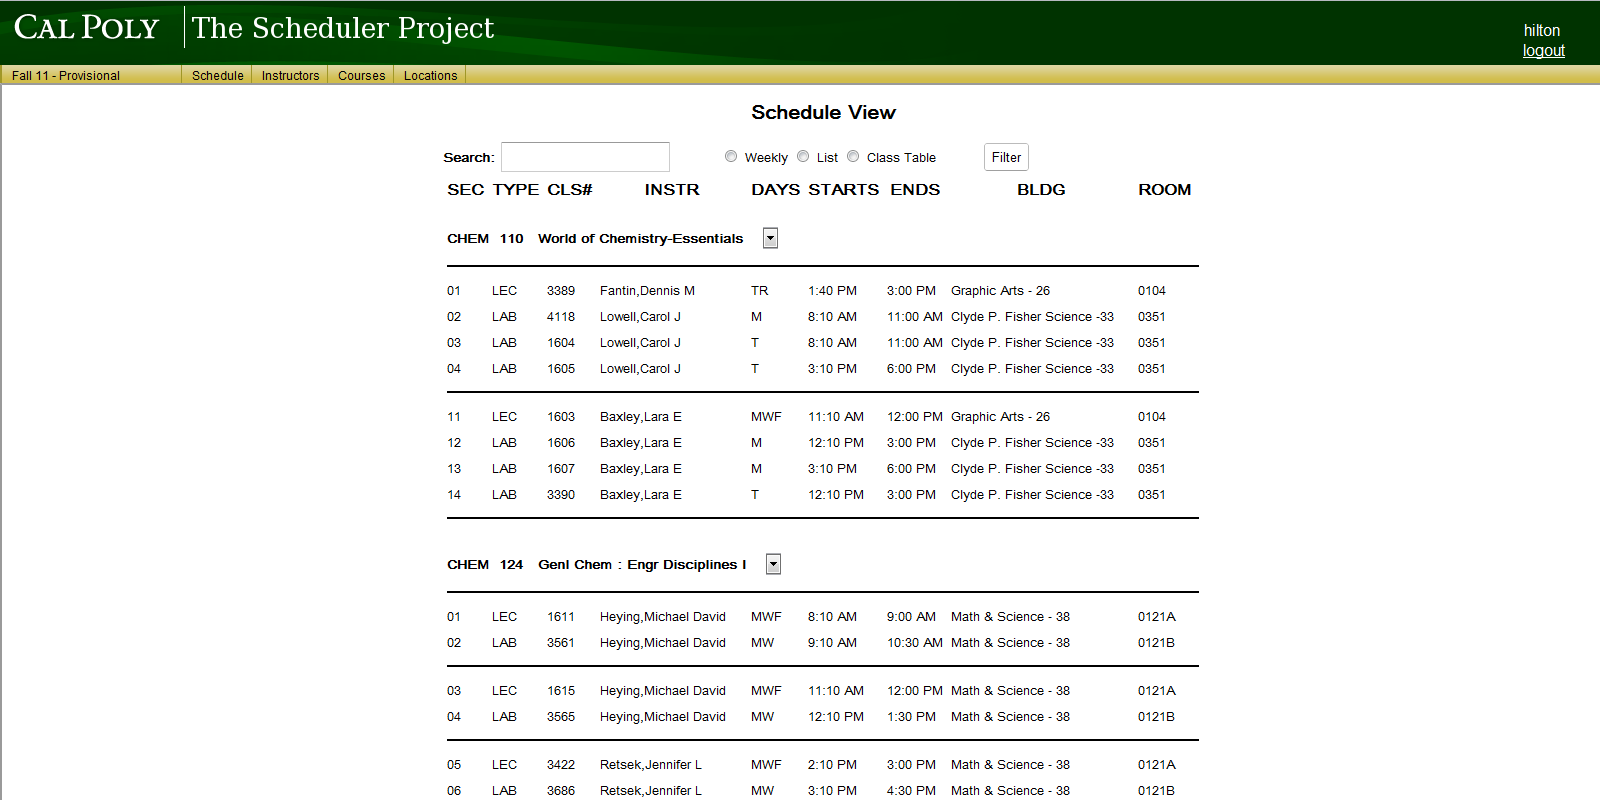 CAL POLY The Scheduler Project
hilton
logout
Fall 11 - Provisional Schedule Instructors Courses Locations
Schedule View
Search: Weekly List Class Table Filter
SEC TYPE CLS# INSTR DAYS STARTS ENDS BLDG ROOM
CHEM 110 World of Chemistry-Essentials
01 LEC 3389 Fantin,Dennis M TR 1:40 PM 3:00 PM Graphic Arts - 26 0104
02 LAB 4118 Lowell,Carol J M 8:10 AM 11:00 AM Clyde P. Fisher Science -33 0351
03 LAB 1604 Lowell,Carol J T 8:10 AM 11:00 AM Clyde P. Fisher Science -33 0351
04 LAB 1605 Lowell,Carol J T 3:10 PM 6:00 PM Clyde P. Fisher Science -33 0351
11 LEC 1603 Baxley,Lara E MWF 11:10 AM 12:00 PM Graphic Arts - 26 0104
12 LAB 1606 Baxley,Lara E M 12:10 PM 3:00 PM Clyde P. Fisher Science -33 0351
13 LAB 1607 Baxley,Lara E M 3:10 PM 6:00 PM Clyde P. Fisher Science -33 0351
14 LAB 3390 Baxley,Lara E T 12:10 PM 3:00 PM Clyde P. Fisher Science -33 0351
CHEM 124 Genl Chem : Engr Disciplines I
01 LEC 1611 Heying,Michael David MWF 8:10 AM 9:00 AM Math & Science - 38 0121A
02 LAB 3561 Heying,Michael David MW 9:10 AM 10:30 AM Math & Science - 38 0121B
03 LEC 1615 Heying,Michael David MWF 11:10 AM 12:00 PM Math & Science - 38 0121A
04 LAB 3565 Heying,Michael David MW 12:10 PM 1:30 PM Math & Science - 38 0121B
05 LEC 3422 Retsek,Jennifer L MWF 2:10 PM 3:00 PM Math & Science - 38 0121A
06 LAB 3686 Retsek,Jennifer L MW 3:10 PM 4:30 PM Math & Science - 38 0121B